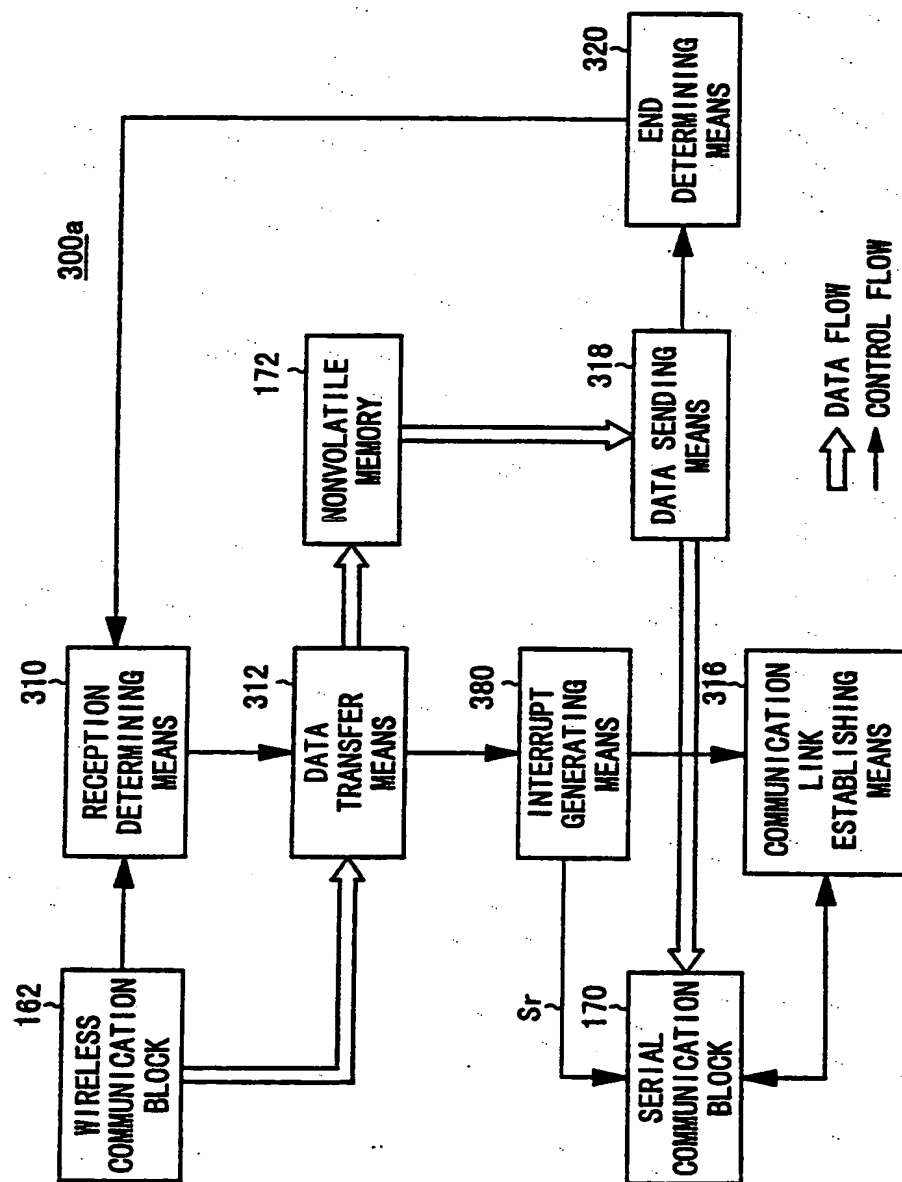 300a
162
WIRELESS
COMMUNICATION
BLOCK
310
RECEPTION
DETERMINING
MEANS
312
DATA
TRANSFER
MEANS
172
NONVOLATILE
MEMORY
380
INTERRUPT
GENERATING
MEANS
Sr
170
SERIAL
COMMUNICATION
BLOCK
316
COMMUNICATION
LINK
ESTABLISHING
MEANS
318
DATA SENDING
MEANS
320
END
DETERMINING
MEANS
DATA FLOW
CONTROL FLOW